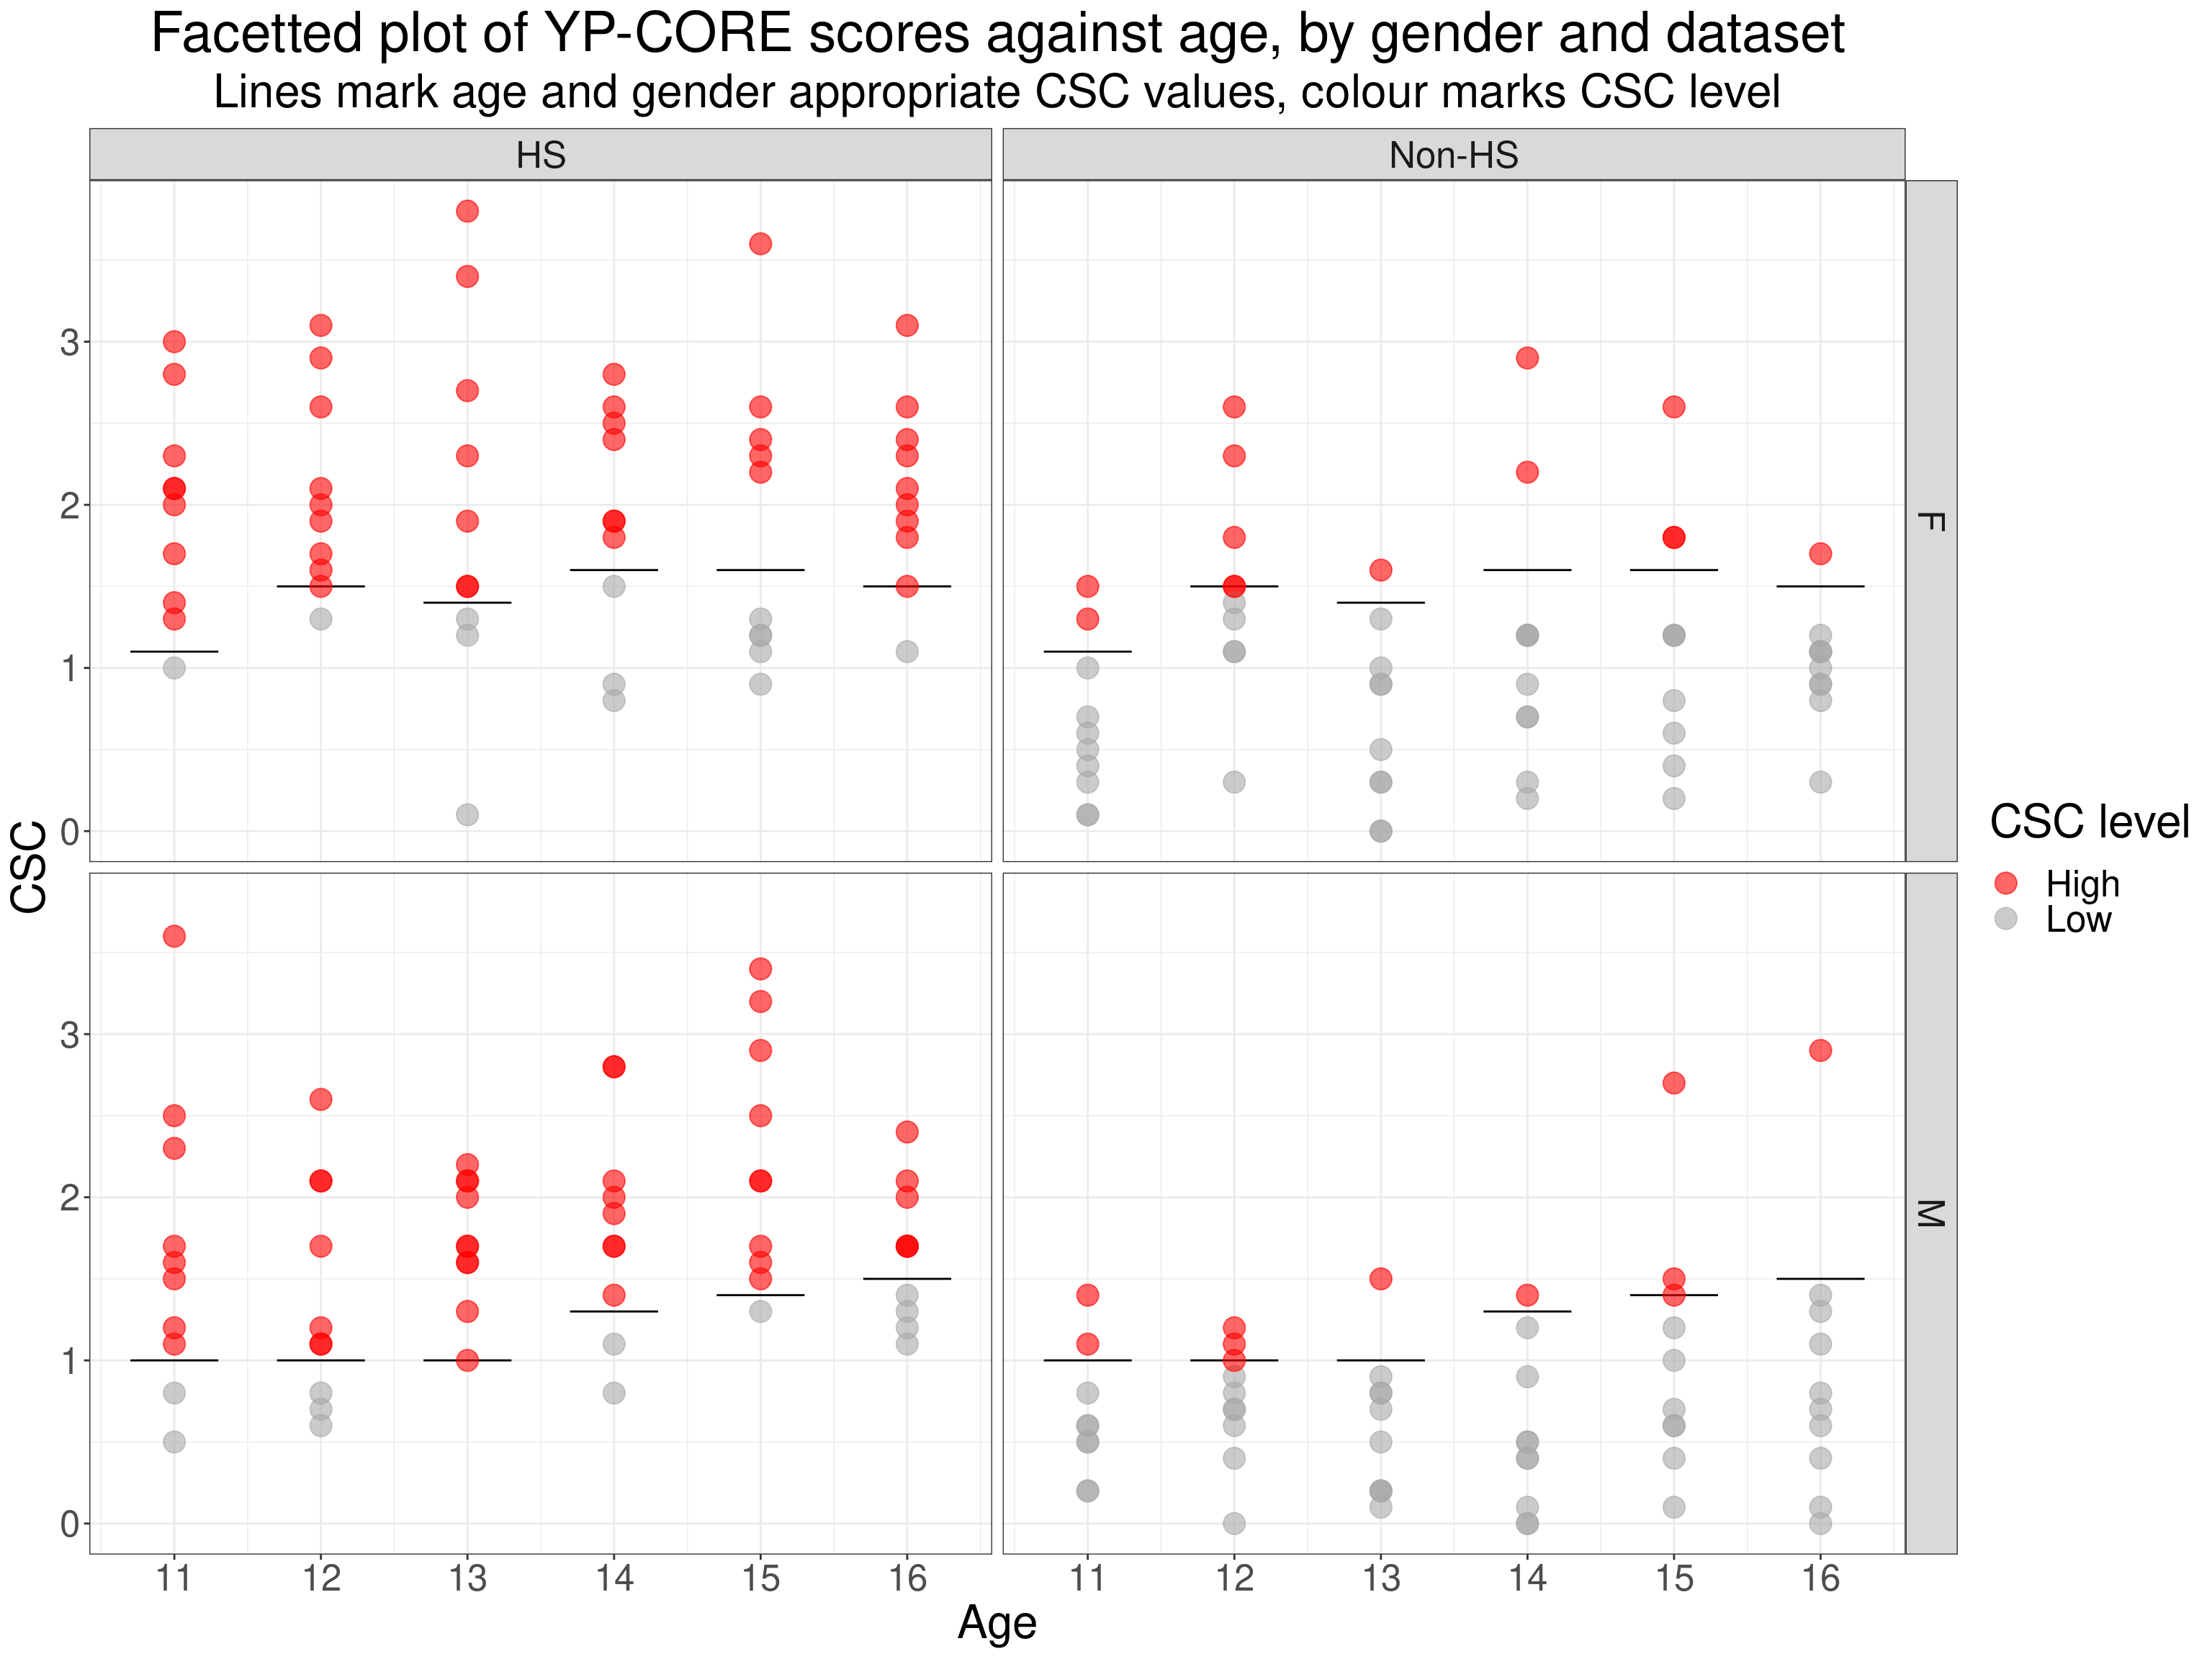 Facetted plot of YP-CORE scores against age, by gender and dataset
Lines mark age and gender appropriate CSC values, colour marks CSC level
HS
Non-HS
3
2
1
0
F
CSC
3
2
1
0
M
11 12 13 14 15 16
11 12 13 14 15 16
Age
CSC level
High
Low